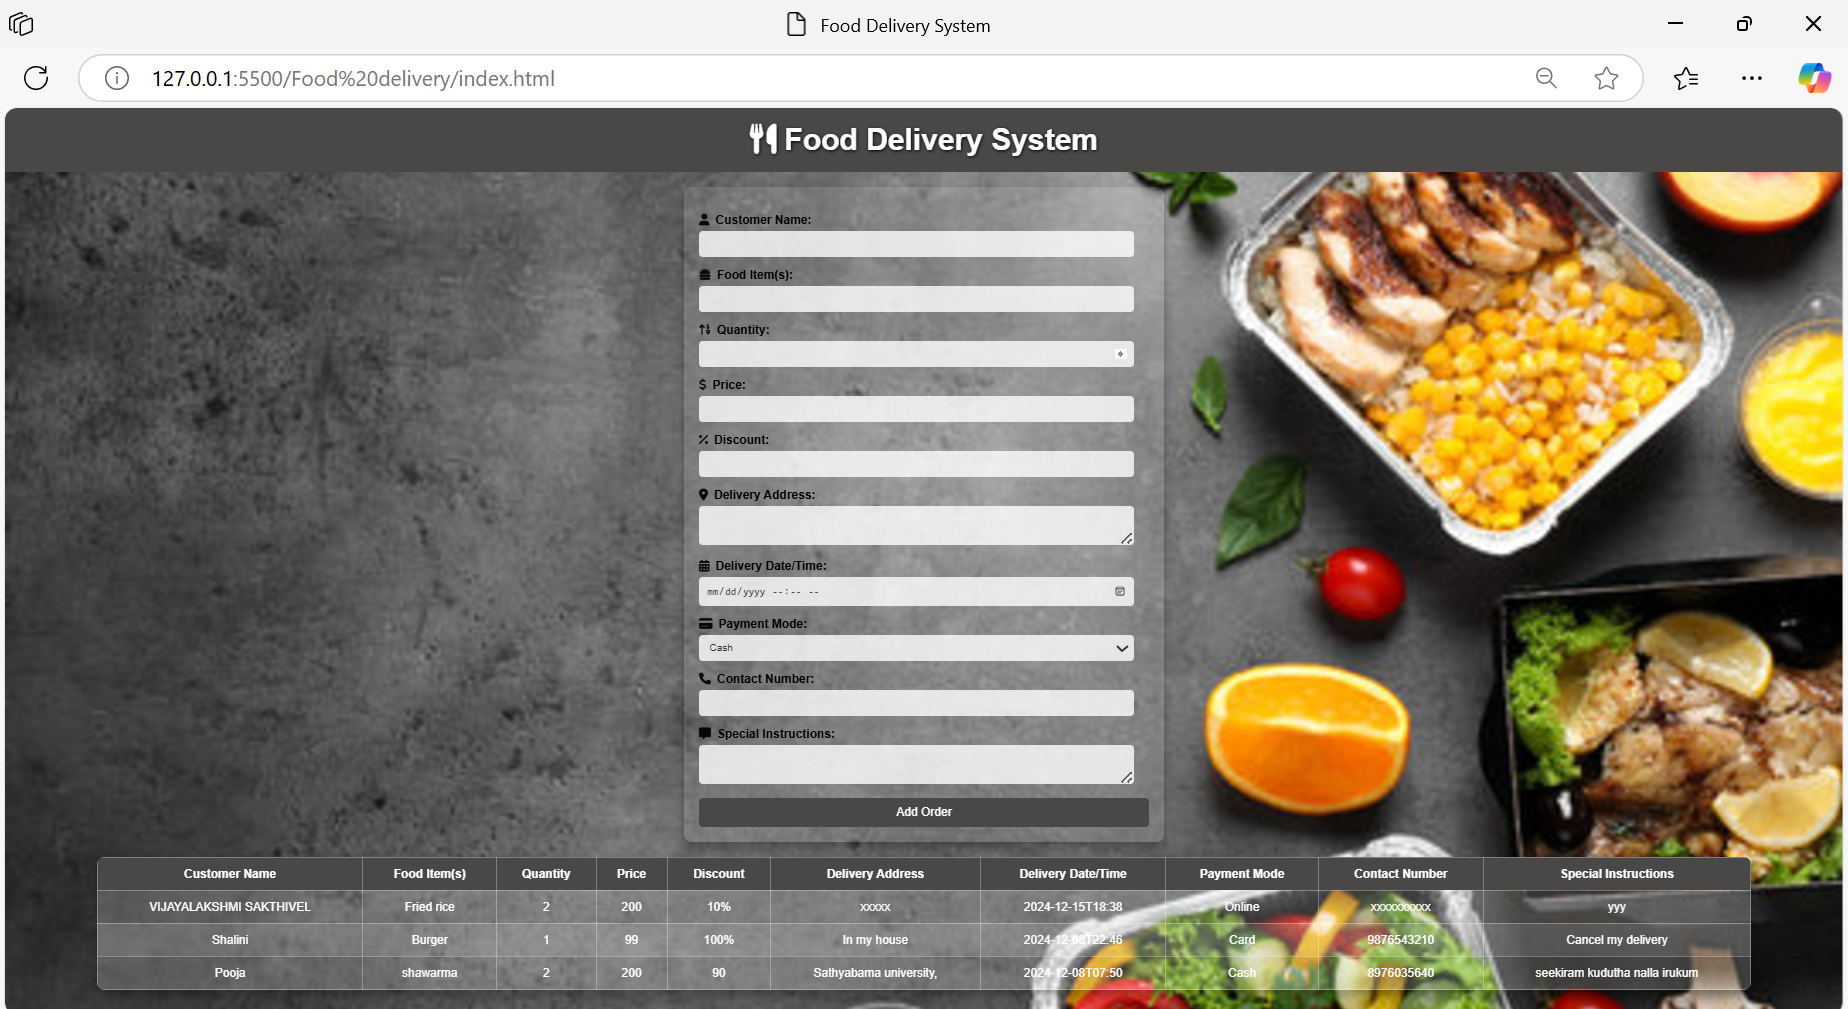 Food Delivery System
127.0.0.1:5500/Food%20delivery/index.html
Food Delivery System
Customer Name:
Food Item(s):
Quantity:
Price:
Discount:
Delivery Address:
Delivery Date/Time:
mm/dd/yyyy --:-- --
Payment Mode:
Cash
Contact Number:
Special Instructions:
Add Order
Customer Name Food Item(s) Quantity Price Discount Delivery Address Delivery Date/Time Payment Mode Contact Number Special Instructions
VIJAYALAKSHMI SAKTHIVEL Fried rice 2 200 10% xxxxx 2024-12-15T18:38 Online xxxxxxxxxx yyy
Shalini Burger 1 99 100% In my house 2024-12-08T22:46 Card 9876543210 Cancel my delivery
Pooja shawarma 2 200 90 Sathyabama university, 2024-12-08T07:50 Cash 8976035640 seekiram kudutha nalla irukum